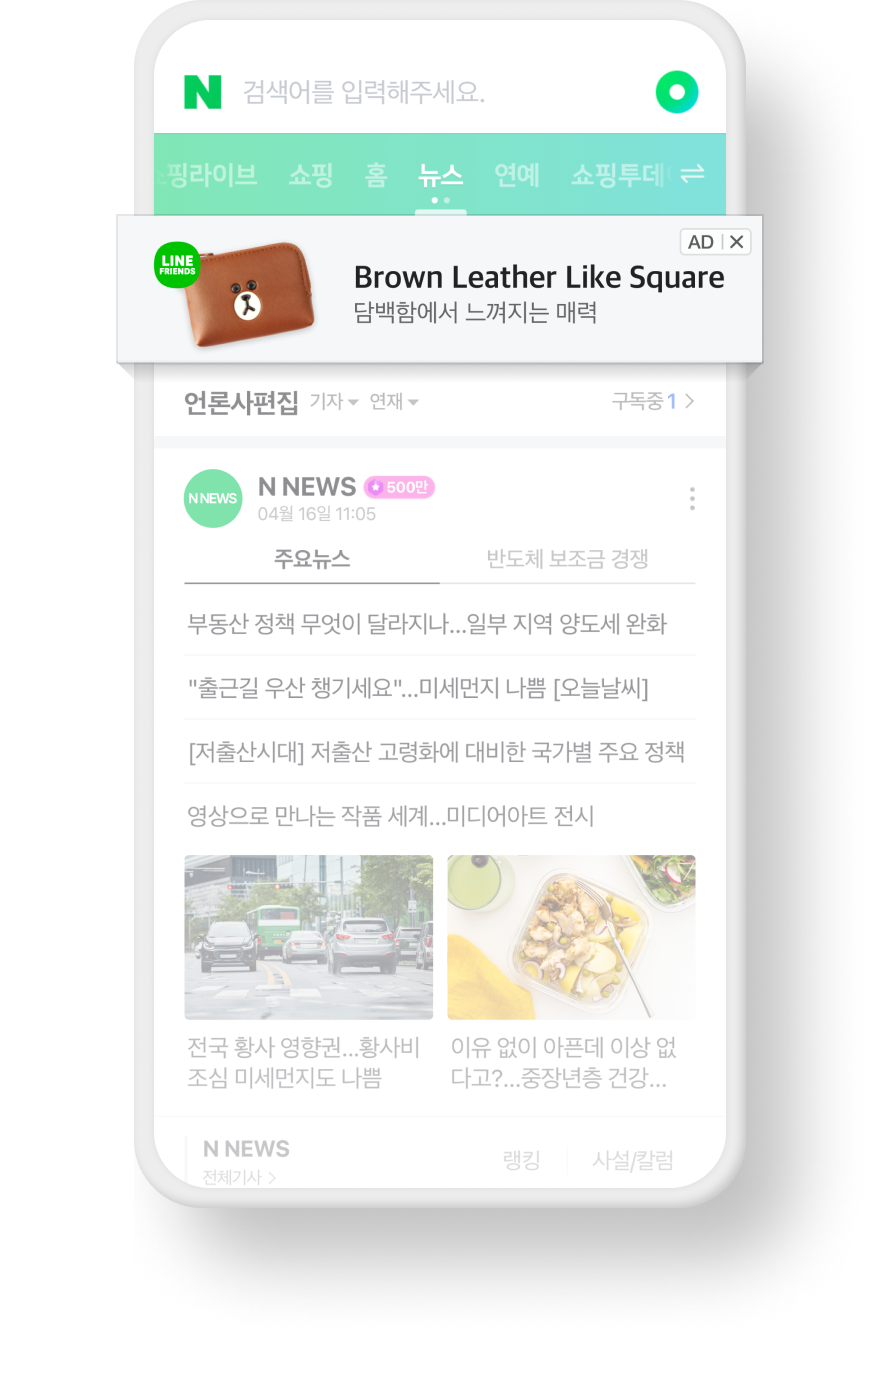 N 검색어를 입력해주세요.
쇼핑라이브 쇼핑 홈 뉴스 연예 쇼핑투데이
AD
LINE
FRIENDS
Brown Leather Like Square
담백함에서 느껴지는 매력
언론사편집 기자 연재 구독중 1
N NEWS
N NEWS 500만
04월 16일 11:05
주요뉴스 반도체 보조금 경쟁
부동산 정책 무엇이 달라지나...일부 지역 양도세 완화
"출근길 우산 챙기세요"...미세먼지 나쁨 [오늘날씨]
[저출산시대] 저출산 고령화에 대비한 국가별 주요 정책
영상으로 만나는 작품 세계...미디어아트 전시
전국 황사 영향권...황사비
조심 미세먼지도 나쁨
이유 없이 아픈데 이상 없
다고?...중장년층 건강...
N NEWS
전체기사
랭킹 사설/칼럼